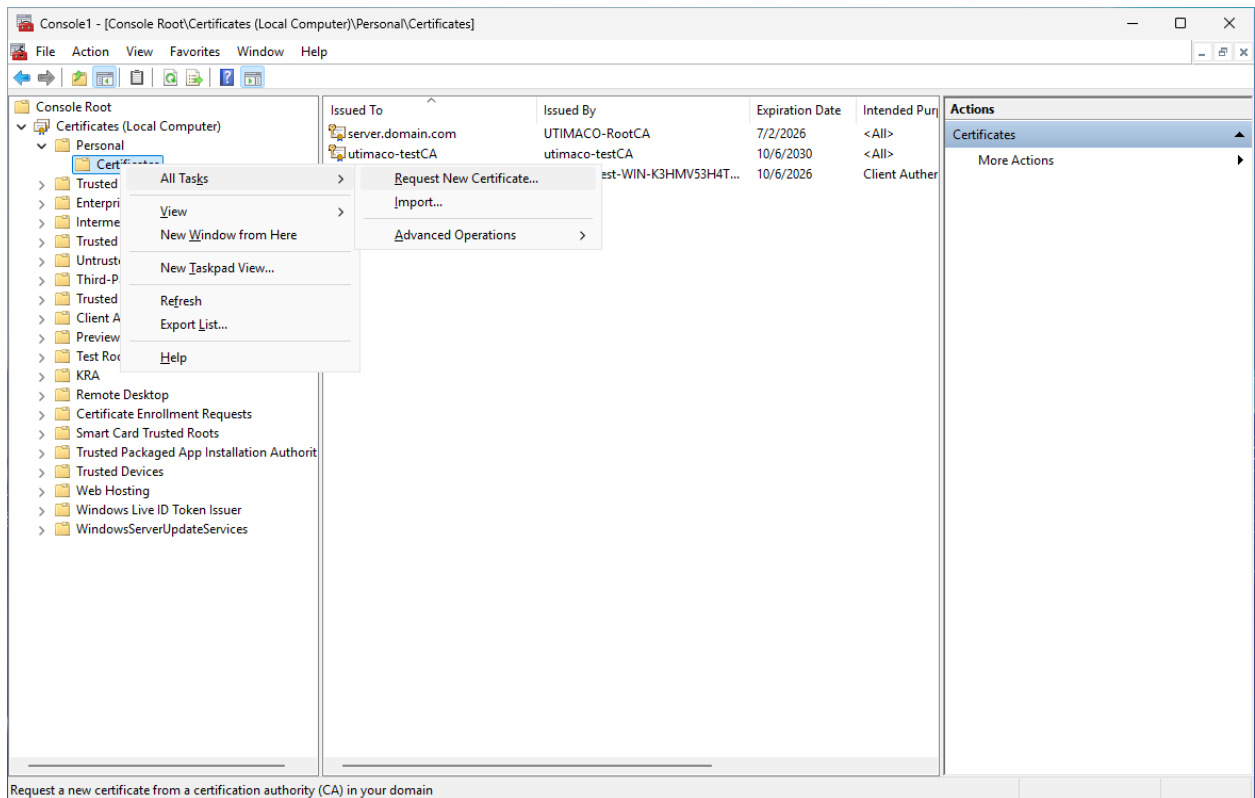 Console1 - [Console Root\Certificates (Local Computer)\Personal\Certificates]
File Action View Favorites Window Help
Console Root
Certificates (Local Computer)
Personal
Certificates
Trusted
Enterpri
Interme
Trusted
Untrust
Third-P
Trusted
Client A
Preview
Test Roo
KRA
Remote Desktop
Certificate Enrollment Requests
Smart Card Trusted Roots
Trusted Packaged App Installation Authorit
Trusted Devices
Web Hosting
Windows Live ID Token Issuer
WindowsServerUpdateServices
All Tasks
View
New Window from Here
New Taskpad View...
Refresh
Export List...
Help
Request New Certificate...
Import...
Advanced Operations
Issued To Issued By Expiration Date Intended Purp
server.domain.com UTIMACO-RootCA 7/2/2026 <All>
utimaco-testCA utimaco-testCA 10/6/2030 <All>
est-WIN-K3HMV53H4T... 10/6/2026 Client Auther
Actions
Certificates
More Actions
Request a new certificate from a certification authority (CA) in your domain